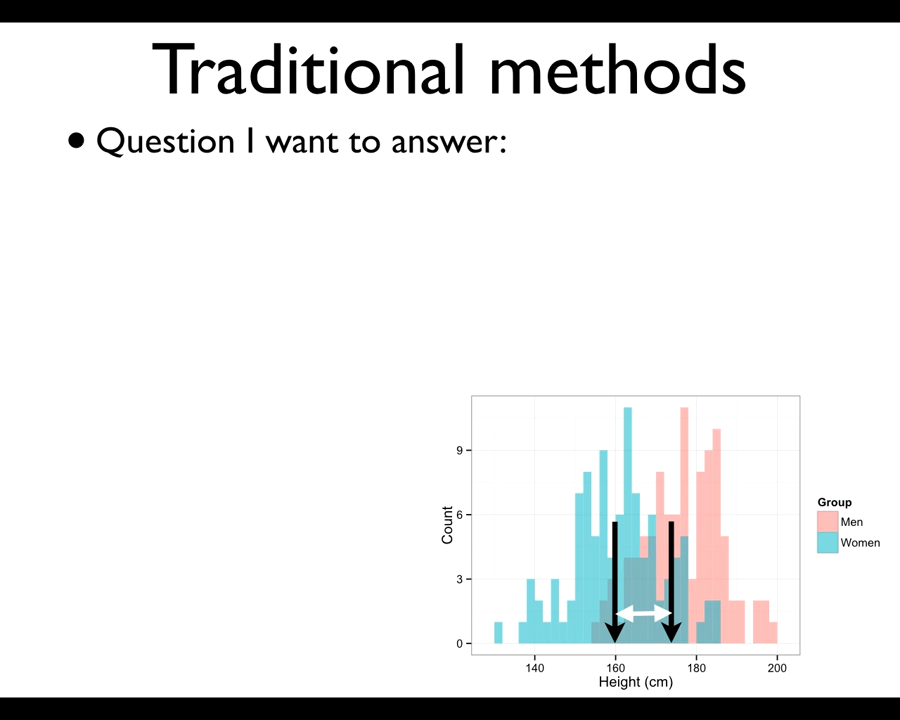 Traditional methods
• Question I want to answer:
9
6
3
0
Count
140 160 180 200
Height (cm)
Group
Men
Women